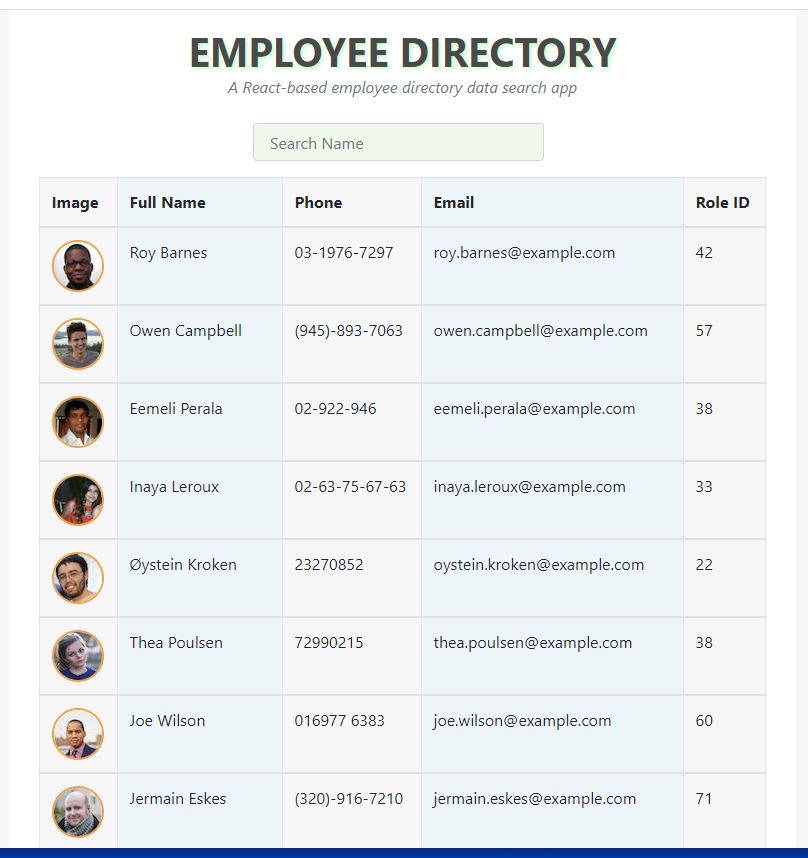 EMPLOYEE DIRECTORY
A React-based employee directory data search app
Search Name
Image Full Name Phone Email Role ID
Roy Barnes 03-1976-7297 roy.barnes@example.com 42
Owen Campbell (945)-893-7063 owen.campbell@example.com 57
Eemeli Perala 02-922-946 eemeli.perala@example.com 38
Inaya Leroux 02-63-75-67-63 inaya.leroux@example.com 33
Øystein Kroken 23270852 oystein.kroken@example.com 22
Thea Poulsen 72990215 thea.poulsen@example.com 38
Joe Wilson 016977 6383 joe.wilson@example.com 60
Jermain Eskes (320)-916-7210 jermain.eskes@example.com 71